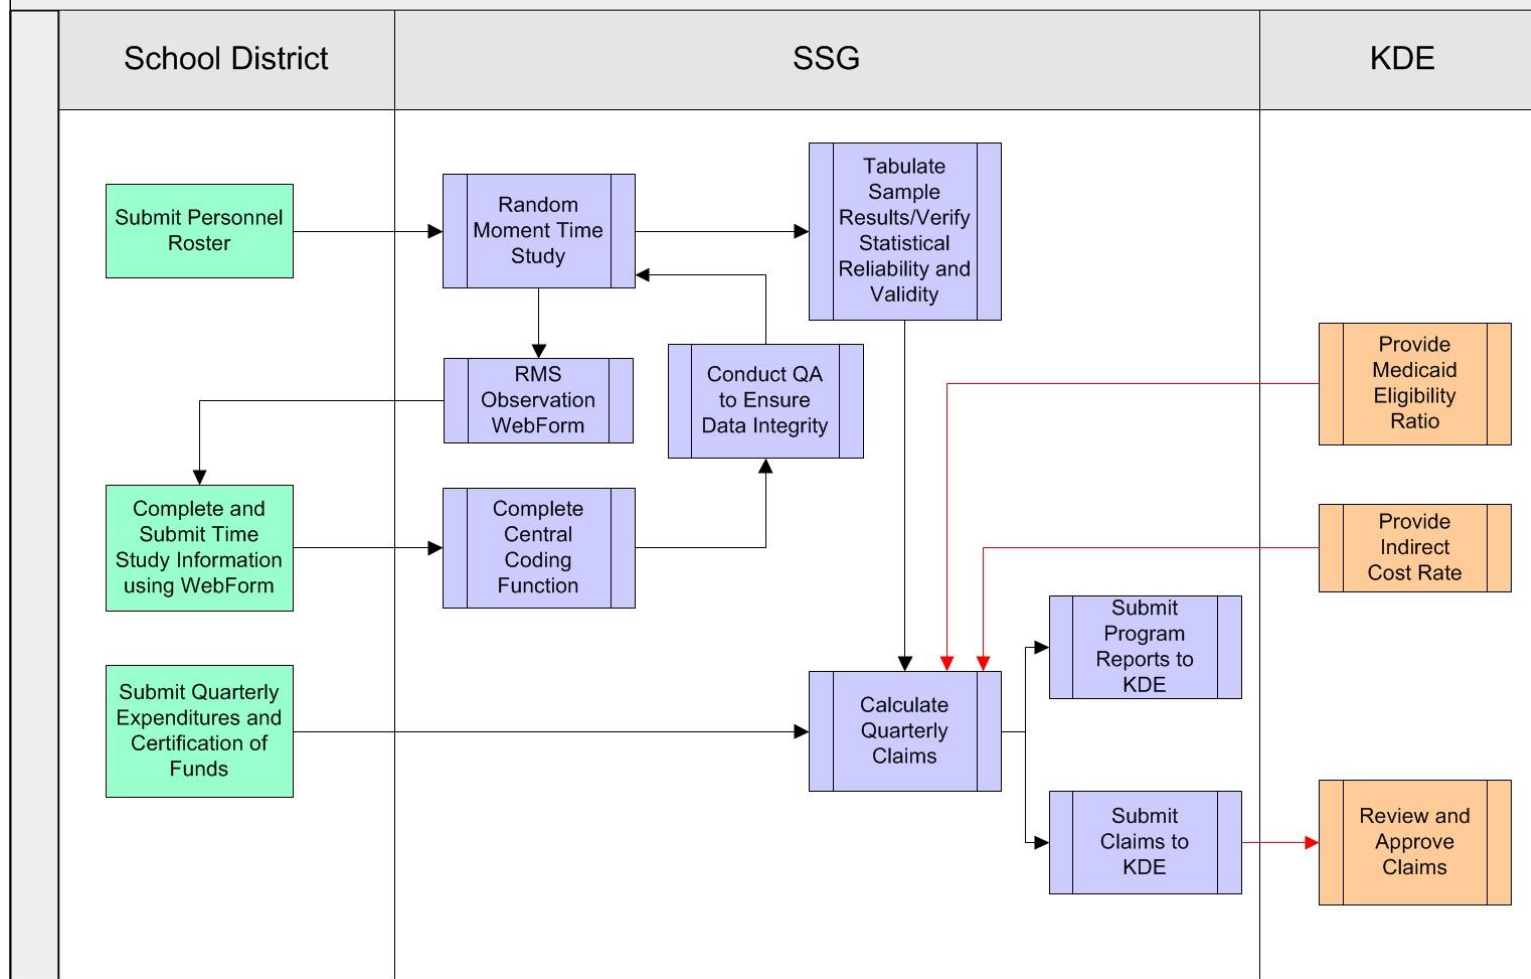 School District
SSG
KDE
Submit Personnel
Roster
Random
Moment Time
Study
Tabulate
Sample
Results/Verify
Statistical
Reliability and
Validity
RMS
Observation
WebForm
Conduct QA
to Ensure
Data Integrity
Provide
Medicaid
Eligibility
Ratio
Complete and
Submit Time
Study Information
using WebForm
Complete
Central
Coding
Function
Provide
Indirect
Cost Rate
Submit
Program
Reports to
KDE
Submit Quarterly
Expenditures and
Certification of
Funds
Calculate
Quarterly
Claims
Submit
Claims to
KDE
Review and
Approve
Claims